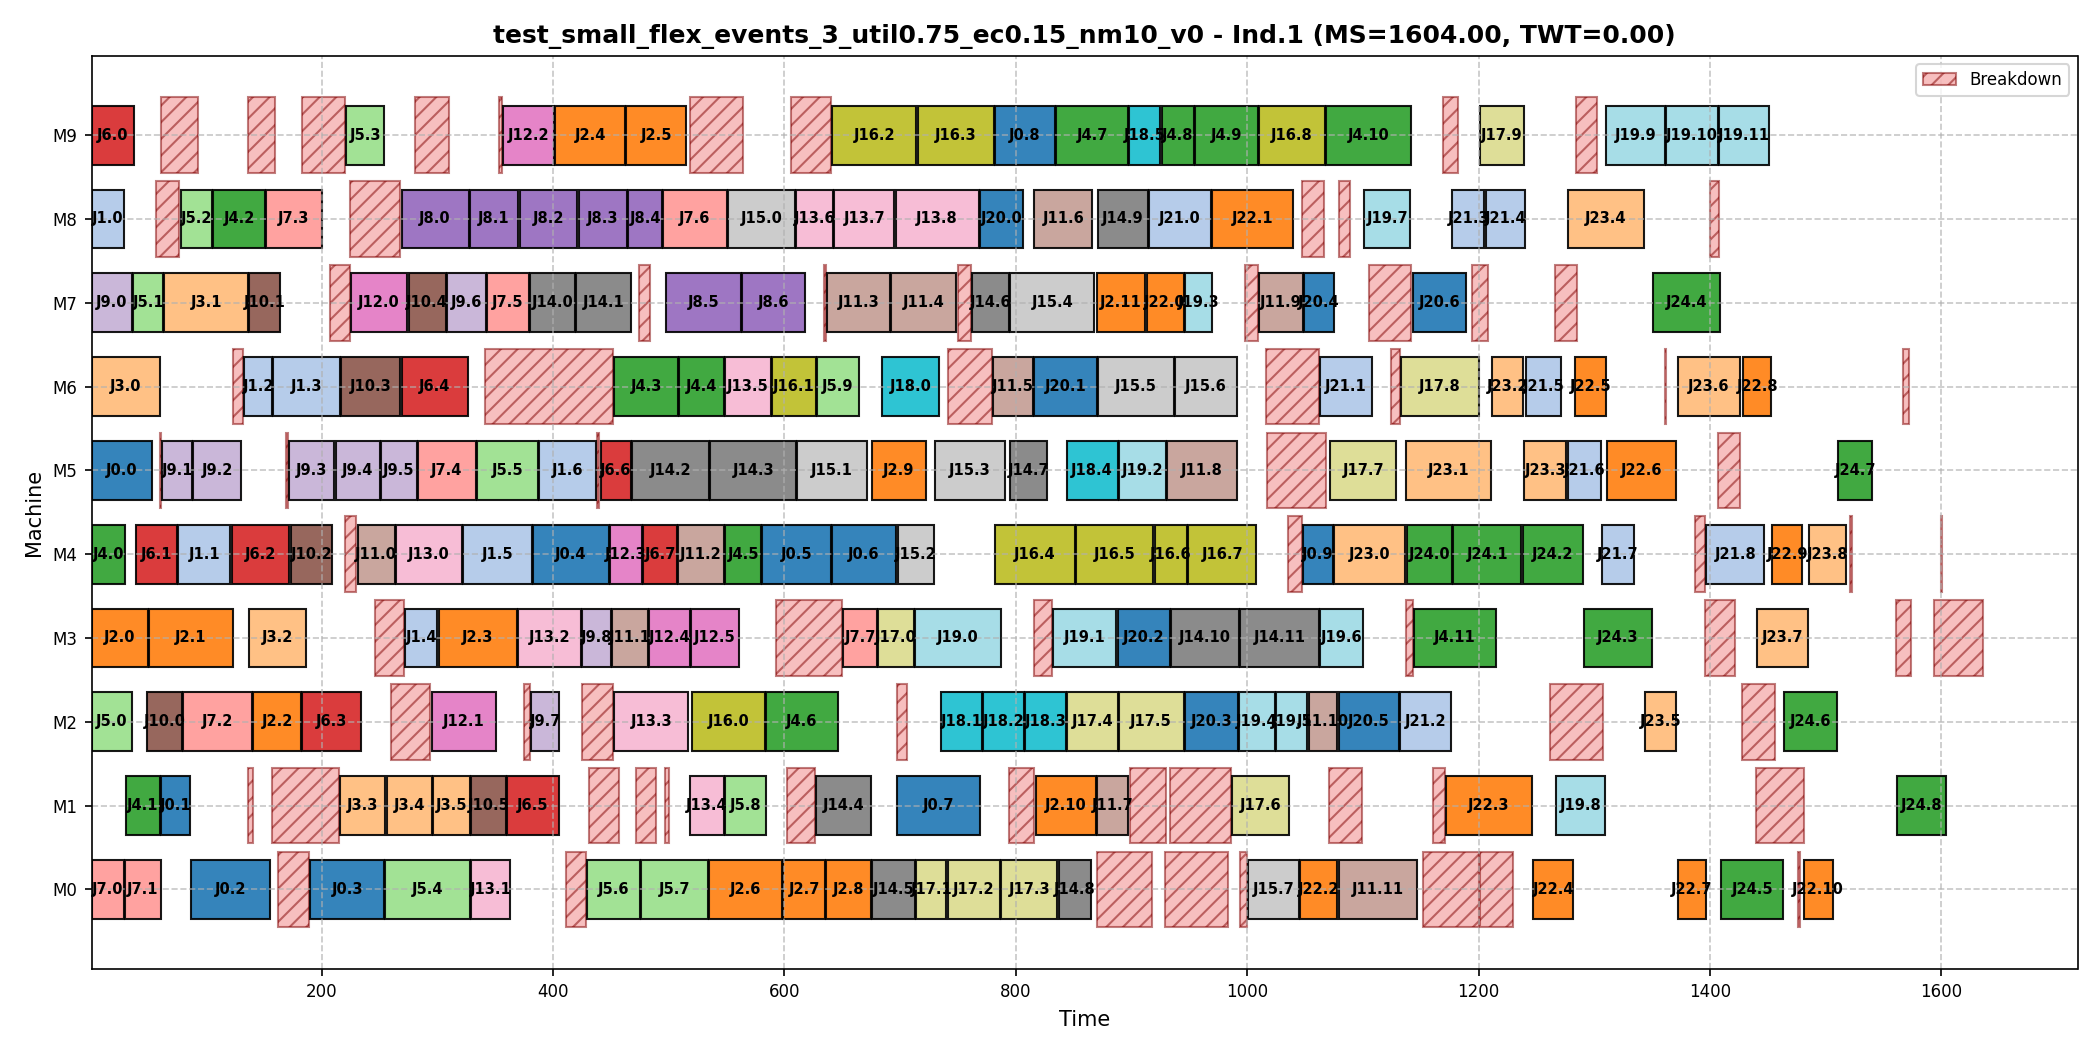 test_small_flex_events_3_util0.75_ec0.15_nm10_v0 - Ind.1 (MS=1604.00, TWT=0.00)
Breakdown
M9 J6.0 J5.3 J12.2 J2.4 J2.5 J16.2 J16.3 J0.8 J4.7 J18.5 J4.8 J4.9 J16.8 J4.10 J17.9 J19.9 J19.10 J19.11
M8 J1.0 J5.2 J4.2 J7.3 J8.0 J8.1 J8.2 J8.3 J8.4 J7.6 J15.0 J13.6 J13.7 J13.8 J20.0 J11.6 J14.9 J21.0 J22.1 J19.7 J21.3 J21.4 J23.4
M7 J9.0 J5.1 J3.1 J10.1 J12.0 J10.4 J9.6 J7.5 J14.0 J14.1 J8.5 J8.6 J11.3 J11.4 J14.6 J15.4 J2.11 J22.0 J19.3 J11.9 J20.4 J20.6 J24.4
M6 J3.0 J1.2 J1.3 J10.3 J6.4 J4.3 J4.4 J13.5 J16.1 J5.9 J18.0 J11.5 J20.1 J15.5 J15.6 J21.1 J17.8 J23.2 J21.5 J22.5 J23.6 J22.8
M5 J0.0 J9.1 J9.2 J9.3 J9.4 J9.5 J7.4 J5.5 J1.6 J6.6 J14.2 J14.3 J15.1 J2.9 J15.3 J14.7 J18.4 J19.2 J11.8 J17.7 J23.1 J23.3 J21.6 J22.6 J24.7
M4 J4.0 J6.1 J1.1 J6.2 J10.2 J11.0 J13.0 J1.5 J0.4 J12.3 J6.7 J11.2 J4.5 J0.5 J0.6 J15.2 J16.4 J16.5 J16.6 J16.7 J0.9 J23.0 J24.0 J24.1 J24.2 J21.7 J21.8 J22.9 J23.8
M3 J2.0 J2.1 J3.2 J1.4 J2.3 J13.2 J9.8 J11.1 J12.4 J12.5 J7.7 J17.0 J19.0 J19.1 J20.2 J14.10 J14.11 J19.6 J4.11 J24.3 J23.7
M2 J5.0 J10.0 J7.2 J2.2 J6.3 J12.1 J9.7 J13.3 J16.0 J4.6 J18.1 J18.2 J18.3 J17.4 J17.5 J20.3 J19.4 J19.5 J11.10 J20.5 J21.2 J23.5 J24.6
M1 J4.1 J0.1 J3.3 J3.4 J3.5 J10.5 J6.5 J13.4 J5.8 J14.4 J0.7 J2.10 J11.7 J17.6 J22.3 J19.8 J24.8
M0 J7.0 J7.1 J0.2 J0.3 J5.4 J13.1 J5.6 J5.7 J2.6 J2.7 J2.8 J14.5 J17.1 J17.2 J17.3 J14.8 J15.7 J22.2 J11.11 J22.4 J22.7 J24.5 J22.10
200 400 600 800 1000 1200 1400 1600
Time
Machine